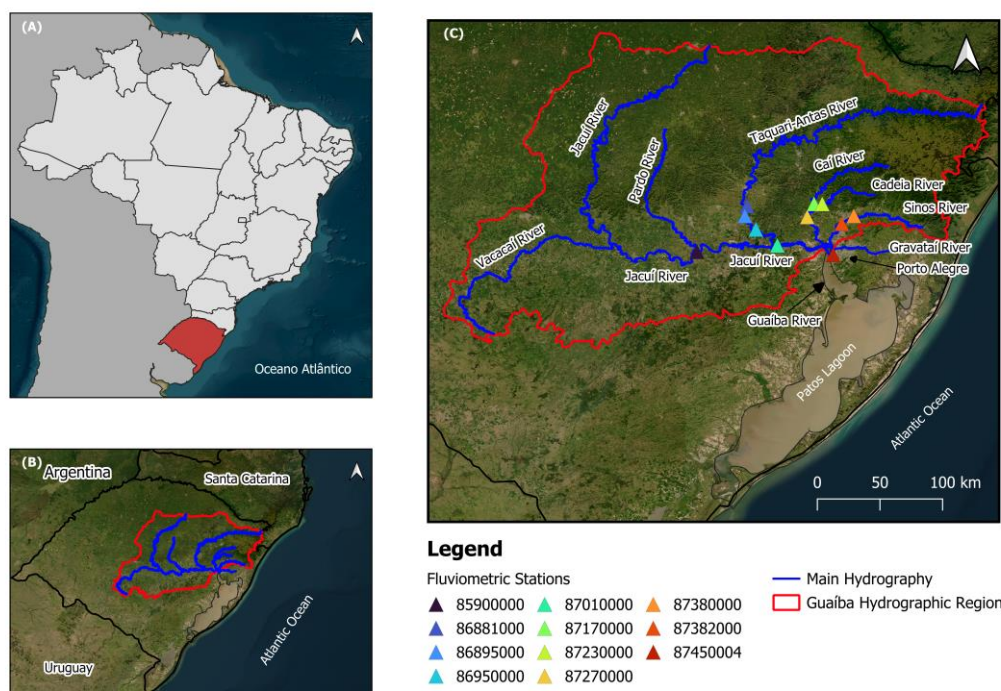 (A)
Oceano Atlântico
(B)
Argentina
Santa Catarina
Atlantic Ocean
Uruguay
(C)
Jacuí River
Pardo River
Taquari-Antas River
Caí River
Cadeia River
Sinos River
Vacacaí River
Gravataí River
Jacuí River
Jacuí River
Porto Alegre
Guaíba River
Patos Lagoon
Atlantic Ocean
0 50 100 km
Legend
Fluviometric Stations
85900000
86881000
86895000
86950000
87010000
87170000
87230000
87270000
87380000
87382000
87450004
Main Hydrography
Guaíba Hydrographic Region